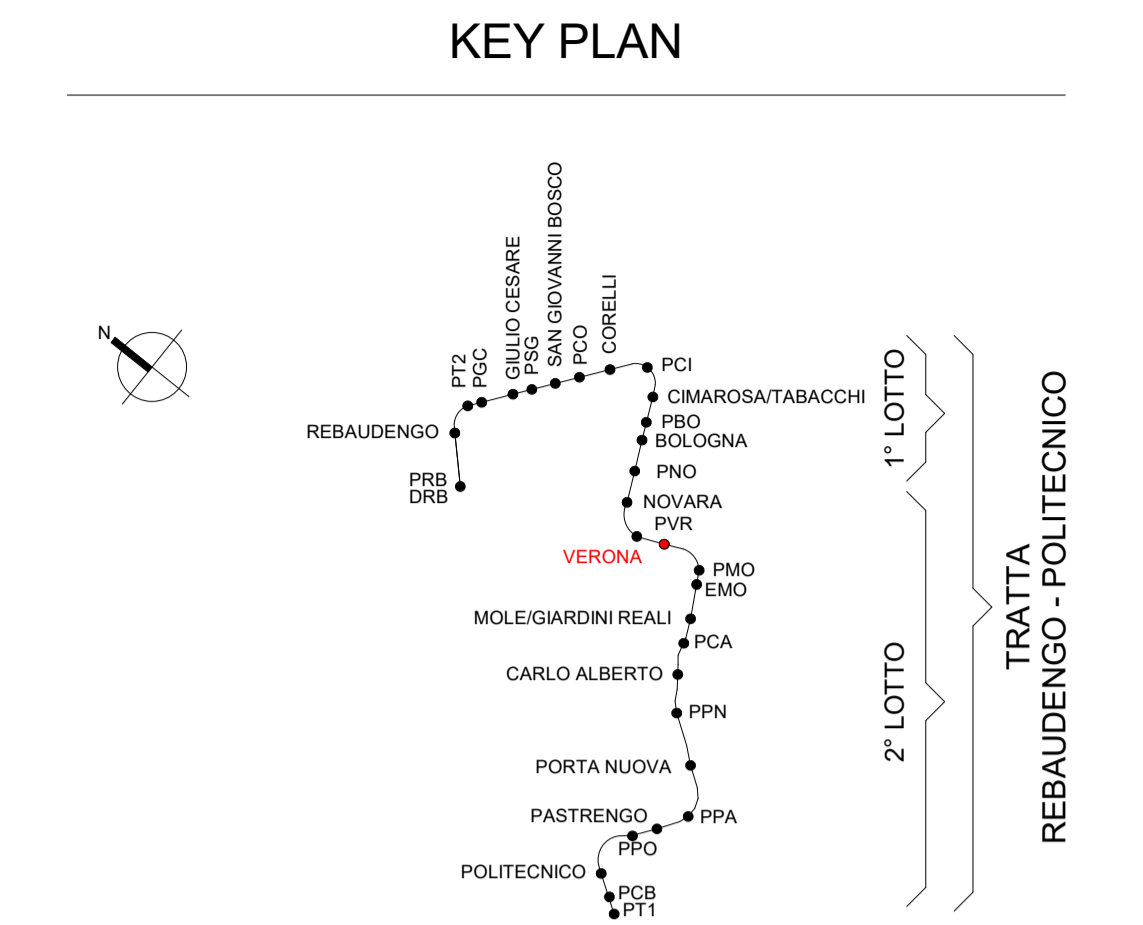 KEY PLAN
N
PT2
PGC
GIULIO CESARE
PSG
SAN GIOVANNI BOSCO
PCO
CORELLI
PCI
CIMAROSA/TABACCHI
REBAUDENGO
PBO
BOLOGNA
PRB
DRB
PNO
NOVARA
PVR
VERONA
PMO
EMO
MOLE/GIARDINI REALI
PCA
CARLO ALBERTO
PPN
PORTA NUOVA
PASTRENGO
PPA
PPO
POLITECNICO
PCB
PT1
1° LOTTO
2° LOTTO
TRATTA
REBAUDENGO - POLITECNICO